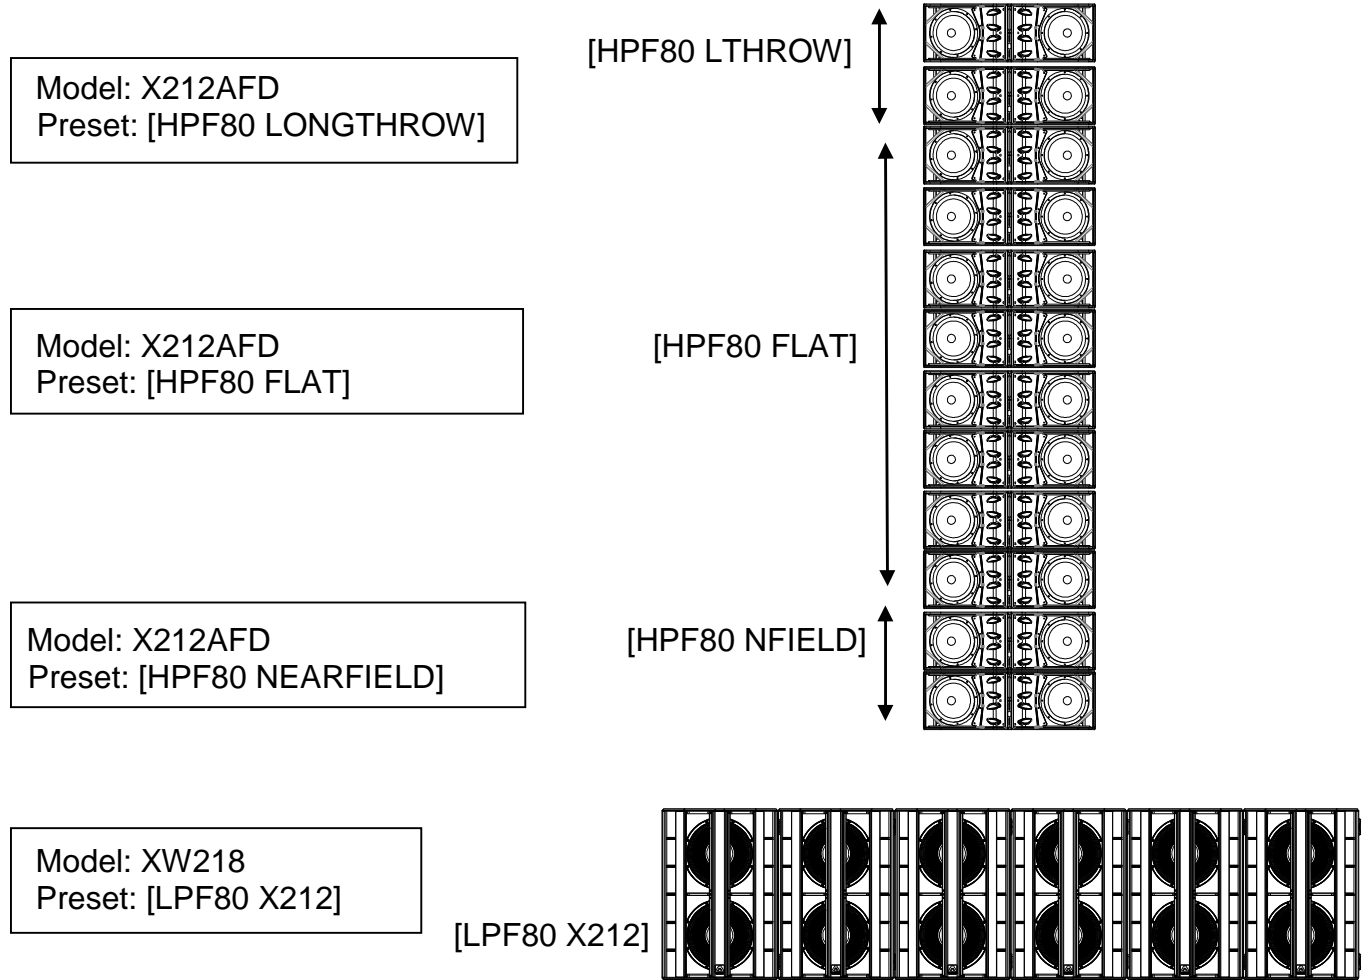 [HPF80 LTHROW]
Model: X212AFD
Preset: [HPF80 LONGTHROW]
Model: X212AFD
Preset: [HPF80 FLAT]
[HPF80 FLAT]
Model: X212AFD
Preset: [HPF80 NEARFIELD]
[HPF80 NFIELD]
Model: XW218
Preset: [LPF80 X212]
[LPF80 X212]